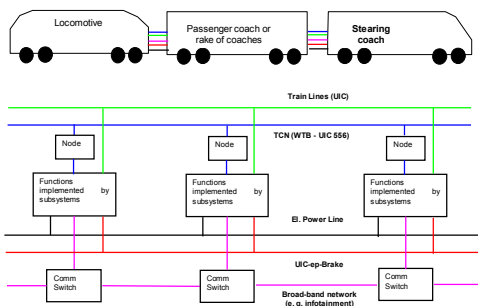 Locomotive
Passenger coach or
rake of coaches
Stearing
coach
Train Lines (UIC)
TCN (WTB - UIC 556)
Node
Node
Node
Functions by
implemented
subsystems
Functions by
implemented
subsystems
Functions by
implemented
subsystems
El. Power Line
UIC-ep-Brake
Comm
Switch
Comm
Switch
Comm
Switch
Broad-band network
(e. g. infotainment)